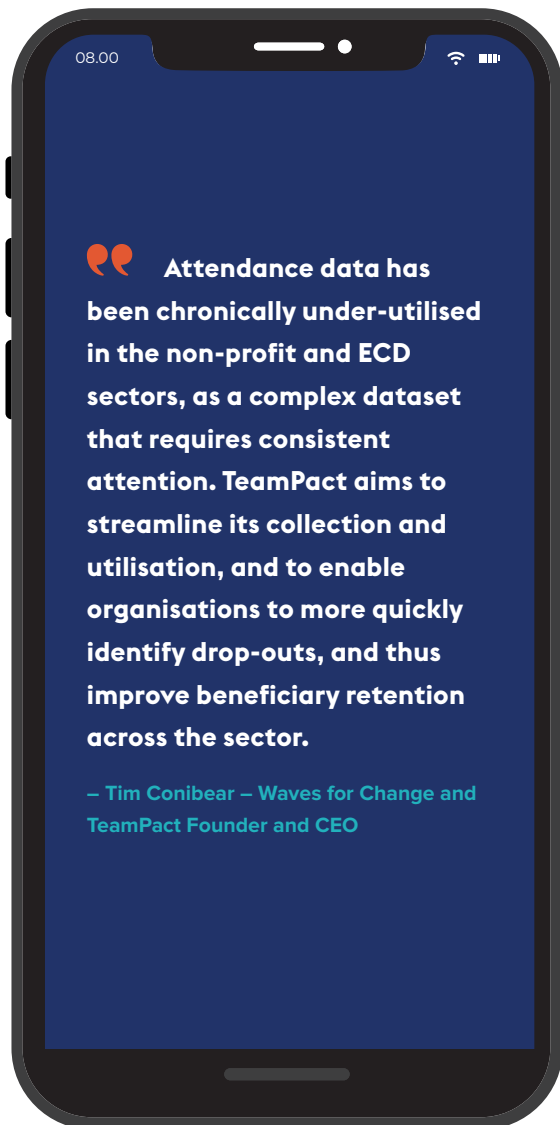 08.00
❞ Attendance data has
been chronically under-utilised
in the non-profit and ECD
sectors, as a complex dataset
that requires consistent
attention. TeamPact aims to
streamline its collection and
utilisation, and to enable
organisations to more quickly
identify drop-outs, and thus
improve beneficiary retention
across the sector.
– Tim Conibear – Waves for Change and
TeamPact Founder and CEO